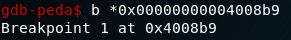 gdb-peda$ b *0x00000000004008b9
Breakpoint 1 at 0x4008b9